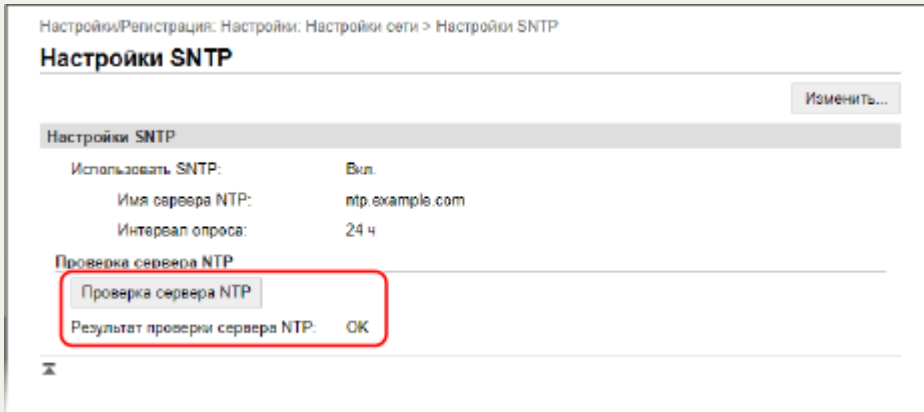 Настройки/Регистрация: Настройки: Настройки сети > Настройки SNTP
Настройки SNTP
Изменить...
Настройки SNTP
Использовать SNTP: Вкл.
Имя сервера NTP: ntp.example.com
Интервал опроса: 24 ч
Проверка сервера NTP
Проверка сервера NTP
Результат проверки сервера NTP: OK